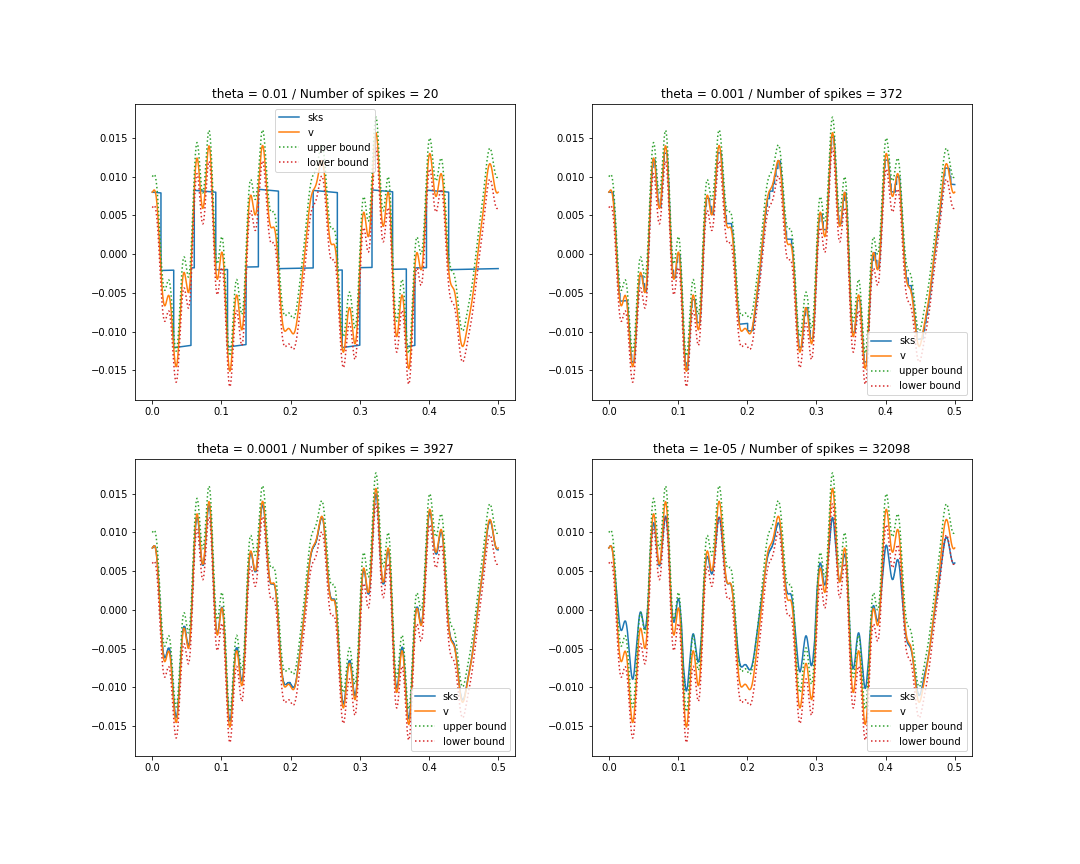 theta = 0.01 / Number of spikes = 20
sks
v
upper bound
lower bound
0.015
0.010
0.005
0.000
−0.005
−0.010
−0.015
0.0 0.1 0.2 0.3 0.4 0.5
theta = 0.001 / Number of spikes = 372
0.015
0.010
0.005
0.000
−0.005
−0.010
−0.015
sks
v
upper bound
lower bound
0.0 0.1 0.2 0.3 0.4 0.5
theta = 0.0001 / Number of spikes = 3927
0.015
0.010
0.005
0.000
−0.005
−0.010
−0.015
sks
v
upper bound
lower bound
0.0 0.1 0.2 0.3 0.4 0.5
theta = 1e-05 / Number of spikes = 32098
0.015
0.010
0.005
0.000
−0.005
−0.010
−0.015
sks
v
upper bound
lower bound
0.0 0.1 0.2 0.3 0.4 0.5